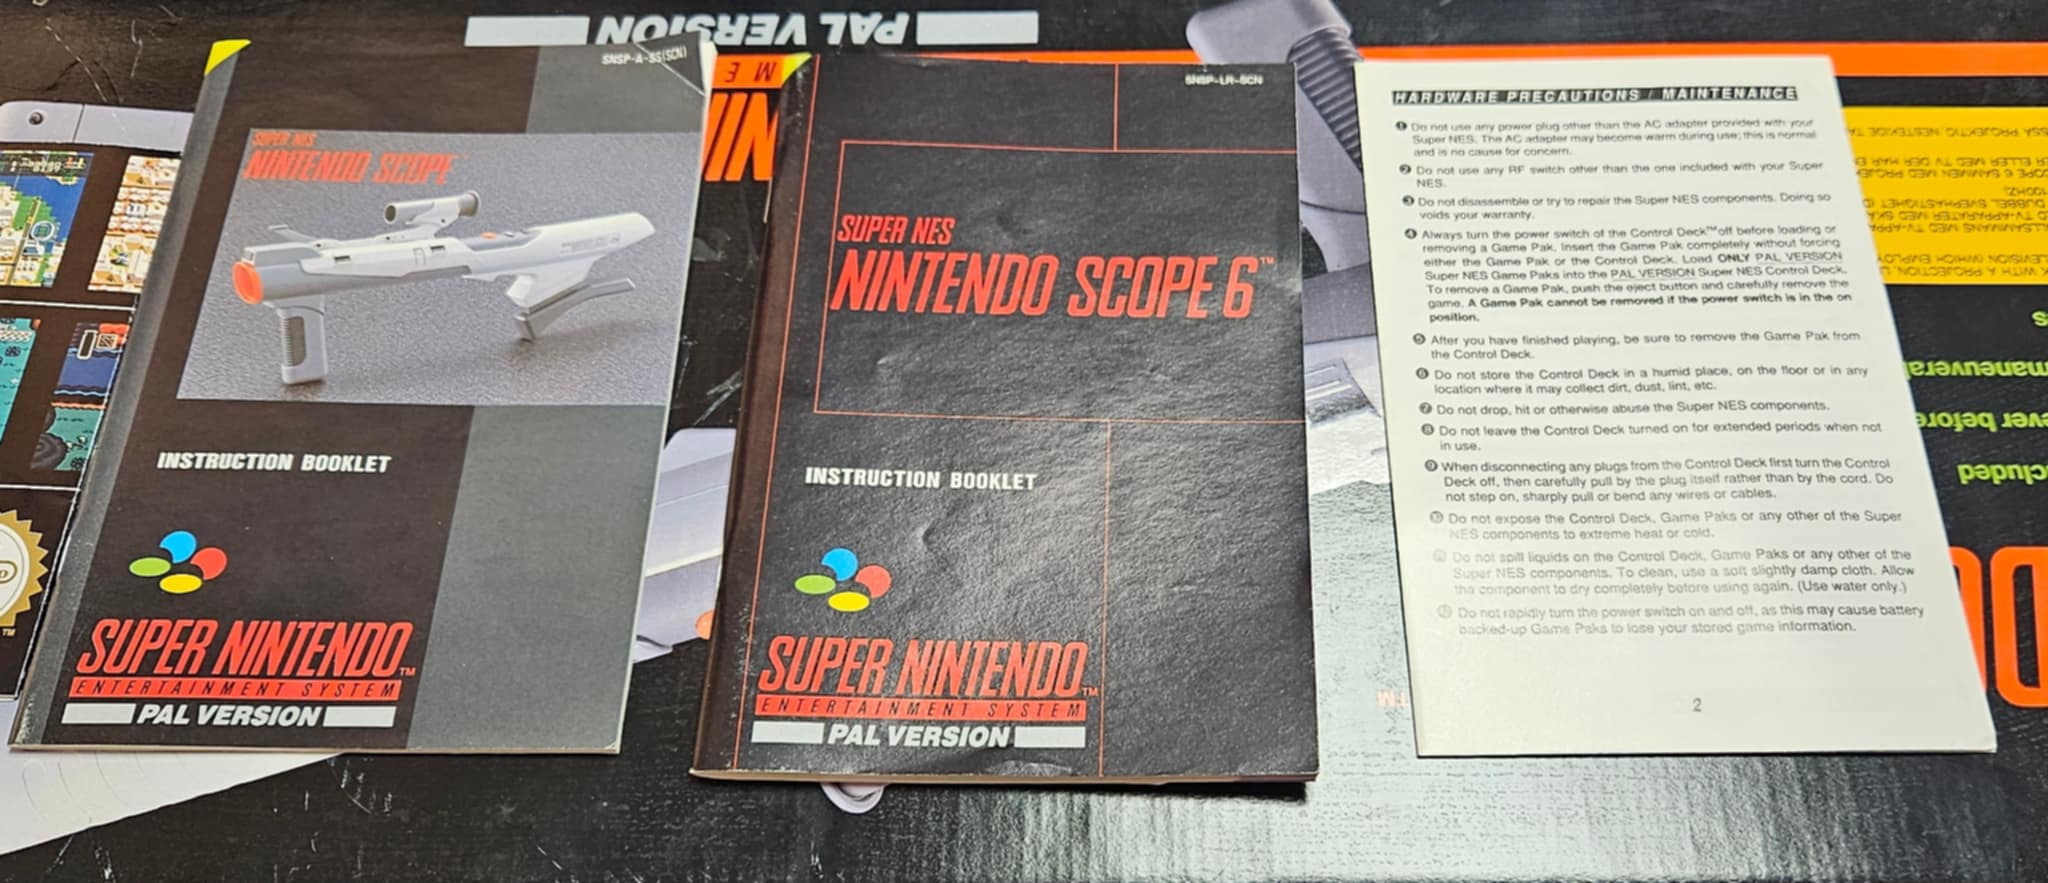 PAL VERSION
SNSP-A-SS(SCN)
SUPER NES
NINTENDO SCOPE
INSTRUCTION BOOKLET
SUPER NINTENDO TM
ENTERTAINMENT SYSTEM
PAL VERSION
SNSP-LR-SCN
SUPER NES
NINTENDO SCOPE 6™
INSTRUCTION BOOKLET
SUPER NINTENDO TM
ENTERTAINMENT SYSTEM
PAL VERSION
HARDWARE PRECAUTIONS / MAINTENANCE
❶ Do not use any power plug other than the AC adapter provided with your
Super NES. The AC adapter may become warm during use; this is normal
and is no cause for concern.
❷ Do not use any RF switch other than the one included with your Super
NES.
❸ Do not disassemble or try to repair the Super NES components. Doing so
voids your warranty.
❹ Always turn the power switch of the Control Deck™ off before loading or
removing a Game Pak. Insert the Game Pak completely without forcing
either the Game Pak or the Control Deck. Load ONLY PAL VERSION
Super NES Game Paks into the PAL VERSION Super NES Control Deck.
To remove a Game Pak, push the eject button and carefully remove the
game. A Game Pak cannot be removed if the power switch is in the on
position.
❺ After you have finished playing, be sure to remove the Game Pak from
the Control Deck.
❻ Do not store the Control Deck in a humid place, on the floor or in any
location where it may collect dirt, dust, lint, etc.
❼ Do not drop, hit or otherwise abuse the Super NES components.
❽ Do not leave the Control Deck turned on for extended periods when not
in use.
❾ When disconnecting any plugs from the Control Deck first turn the Control
Deck off, then carefully pull by the plug itself rather than by the cord. Do
not step on, sharply pull or bend any wires or cables.
❿ Do not expose the Control Deck, Game Paks or any other of the Super
NES components to extreme heat or cold.
⓫ Do not spill liquids on the Control Deck, Game Paks or any other of the
Super NES components. To clean, use a soft slightly damp cloth. Allow
the component to dry completely before using again. (Use water only.)
⓬ Do not rapidly turn the power switch on and off, as this may cause battery
backed-up Game Paks to lose your stored game information.
2